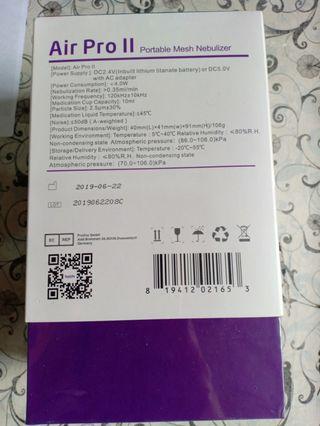 Air Pro II Portable Mesh Nebulizer
[Model]: Air Pro II
[Power Supply]: DC2.4V(Inbuilt lithium titanate battery) or DC5.0V
with AC adapter
[Power Consumption]: <4.0W
[Nebulization Rate]: >0.35ml/min
[Working Frequency]: 120kHz±10kHz
[Medication Cup Capacity]: 10ml
[Particle Size]: 2.5μ±30%
[Medication Liquid Temperature]: ≤45℃
[Noise]: ≤50dB (A-weighted)
[Product Dimensions/Weight]: 40mm(L)×41mm(w)×91mm(H)/106g
[Working Environment]: Temperature: 5℃~40℃ Relative Humidity: ≤80%R.H.
Non-condensing state Atmospheric Pressure: (86.0~106.0)kPa
[Storage/Delivery Environment]: Temperature: -20℃~55℃
Relative Humidity: ≤80%R.H. Non-condensing state
Atmospheric Pressure: (70.0~106.0)kPa
2019-06-22
LOT 2019062208C
EC REP
Germany
8 19412 02165 3